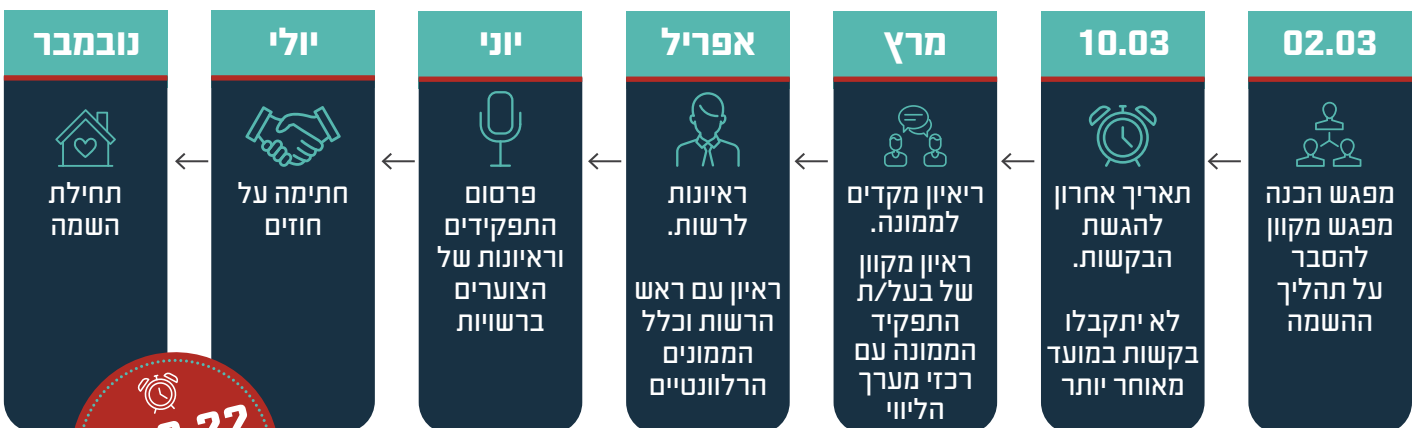 02.03
מפגש הכנה
מפגש מקוון
להסבר
על תהליך
ההשמה
10.03
תאריך אחרון
להגשת
הבקשות.
לא יתקבלו
בקשות במועד
מאוחר יותר
מרץ
ריאיון מקדים
לממונה.
ראיון מקוון
של בעל/ת
התפקיד
הממונה עם
רכזי מערך
הליווי
אפריל
ראיונות
לרשות.
ראיון עם ראש
הרשות וכלל
הממונים
הרלוונטיים
יוני
פרסום
התפקידים
וראיונות של
הצוערים
ברשויות
יולי
חתימה על
חוזים
נובמבר
תחילת
השמה